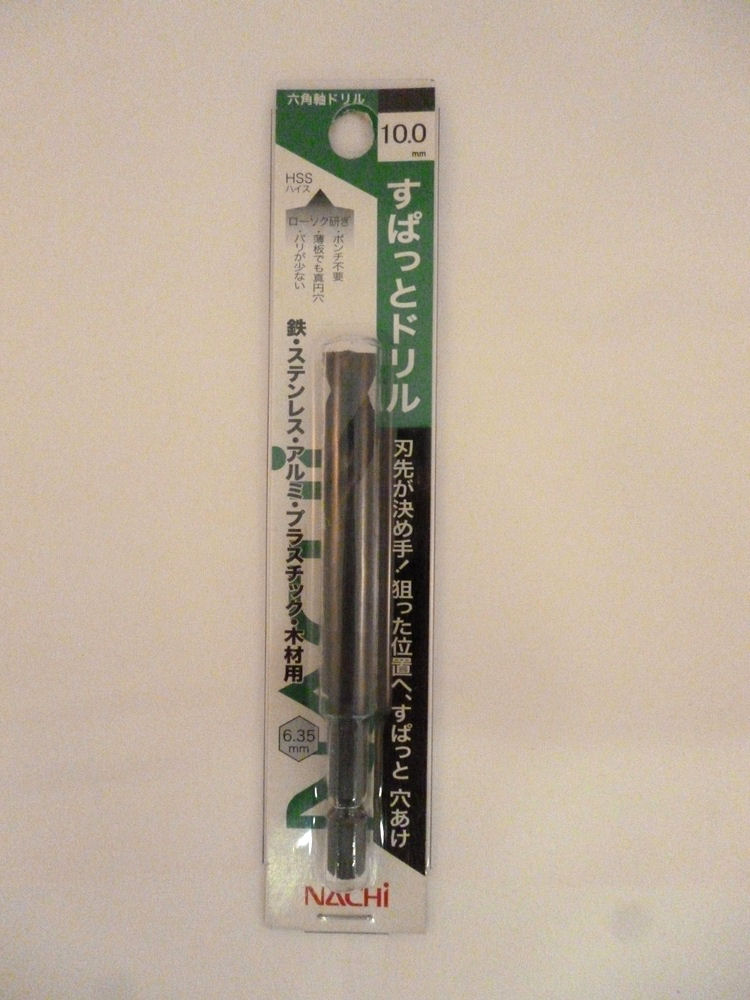 六角軸ドリル
10.0
mm
HSS
ハイス
ローソク研ぎ
・ポンチ不要
・薄板でも真円穴
・バリが少ない
すぱっとドリル
鉄・ステンレス・アルミ・プラスチック・木材用
刃先が決め手! 狙った位置へ、すぱっと 穴あけ
6.35
mm
NACHi